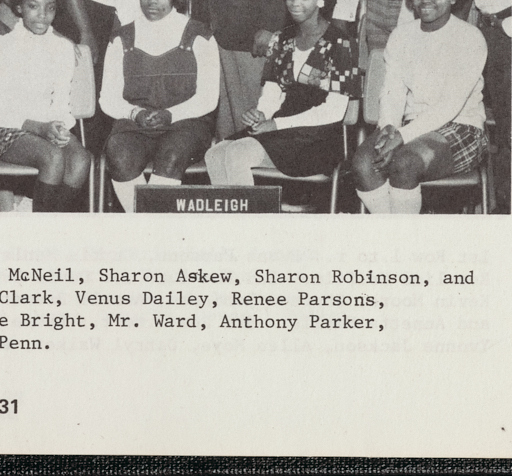 WADLEIGH
McNeil, Sharon Askew, Sharon Robinson, and
Clark, Venus Dailey, Renee Parsons
e Bright, Mr. Ward, Anthony Parker,
Penn.
31